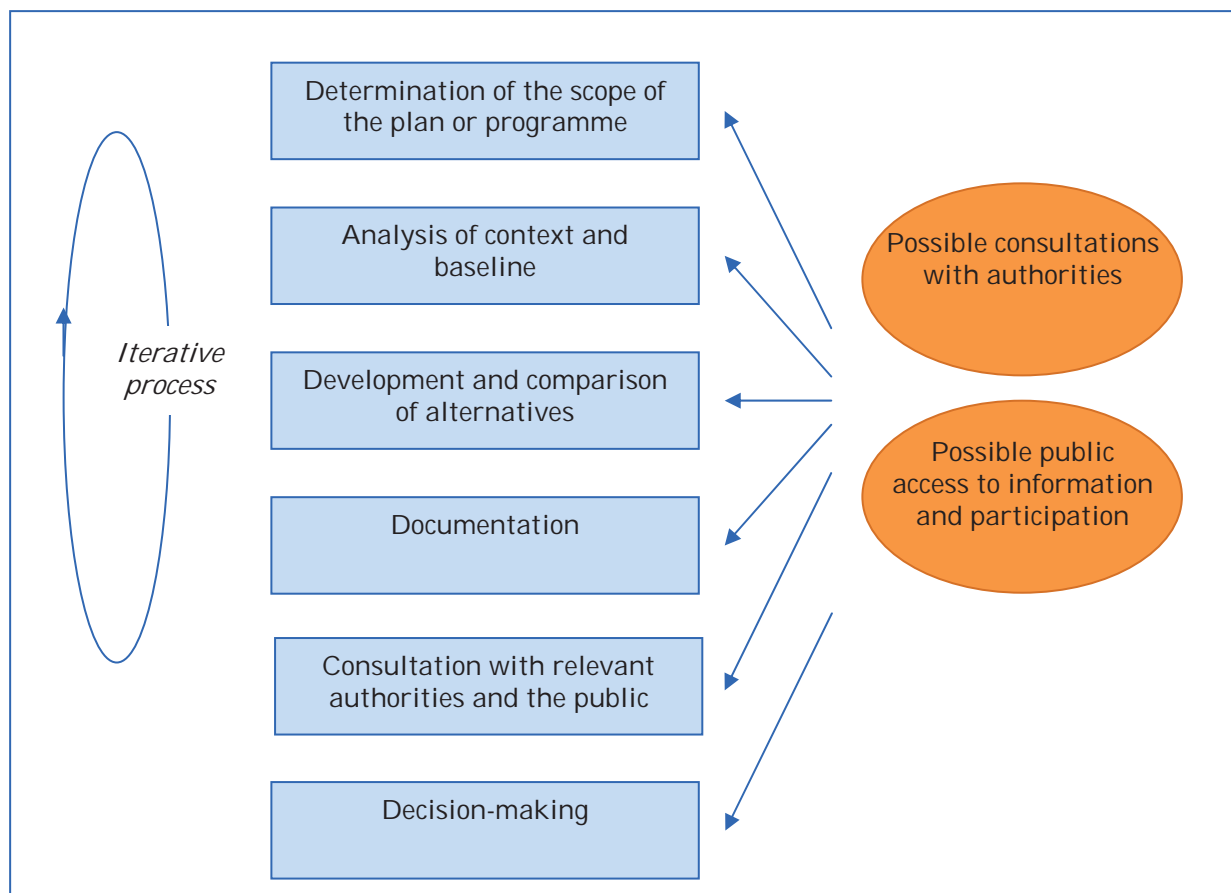 Determination of the scope of
the plan or programme
Analysis of context and
baseline
Iterative
process
Development and comparison
of alternatives
Documentation
Consultation with relevant
authorities and the public
Decision-making
Possible consultations
with authorities
Possible public
access to information
and participation